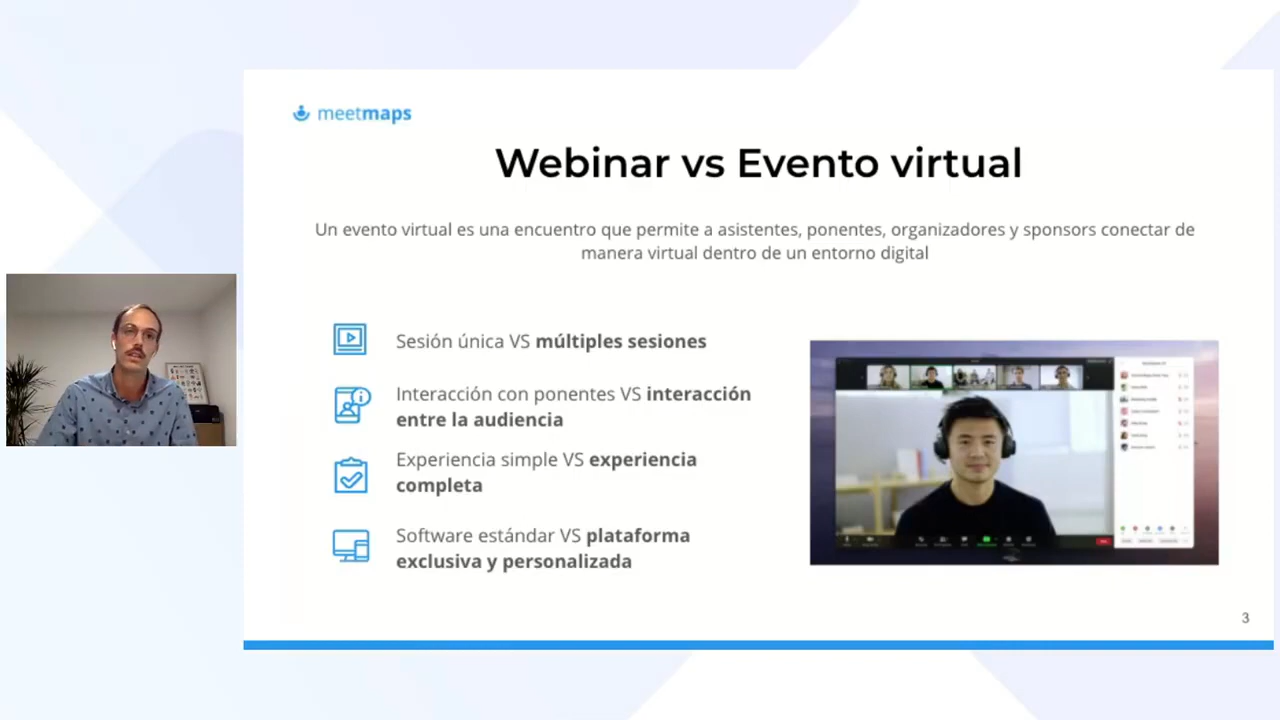 meetmaps
Webinar vs Evento virtual
Un evento virtual es una encuentro que permite a asistentes, ponentes, organizadores y sponsors conectar de
manera virtual dentro de un entorno digital
Sesión única VS múltiples sesiones
Interacción con ponentes VS interacción
entre la audiencia
Experiencia simple VS experiencia
completa
Software estándar VS plataforma
exclusiva y personalizada
3